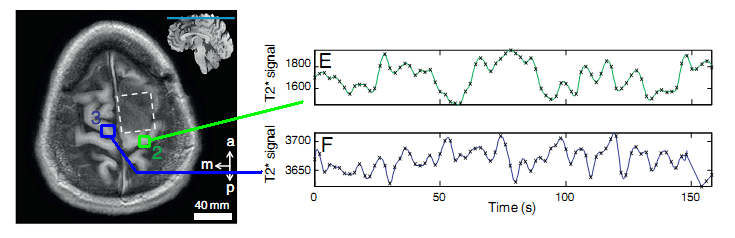 3
2
a
m
p
40 mm
E
T2* signal
1800
1600
F
T2* signal
3700
3650
0
50
100
150
Time (s)